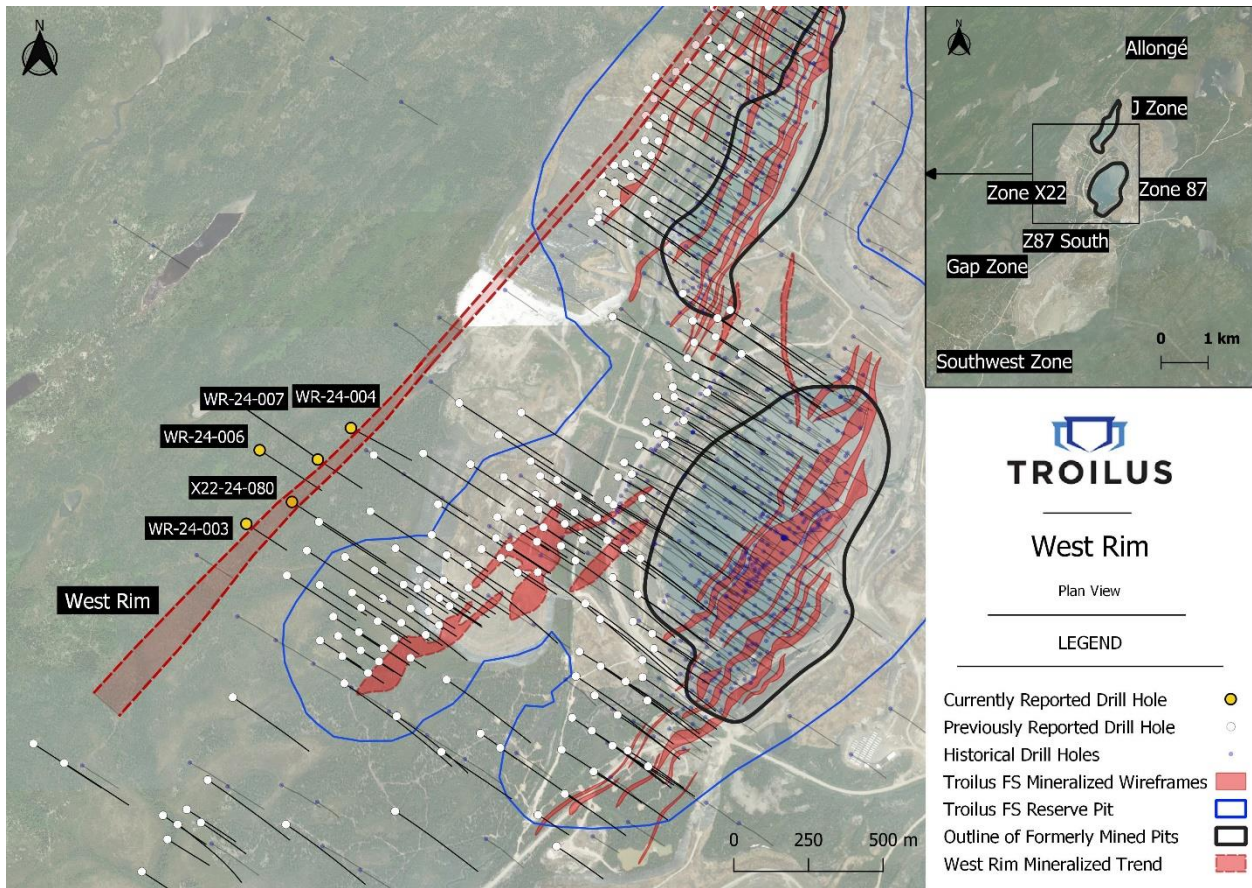 N
WR-24-007
WR-24-004
WR-24-006
X22-24-080
WR-24-003
West Rim
0 250 500 m
N
Allongé
J Zone
Zone X22
Zone 87
Z87 South
Gap Zone
0 1 km
Southwest Zone
TROILUS
West Rim
Plan View
LEGEND
Currently Reported Drill Hole
Previously Reported Drill Hole
Historical Drill Holes
Troilus FS Mineralized Wireframes
Troilus FS Reserve Pit
Outline of Formerly Mined Pits
West Rim Mineralized Trend